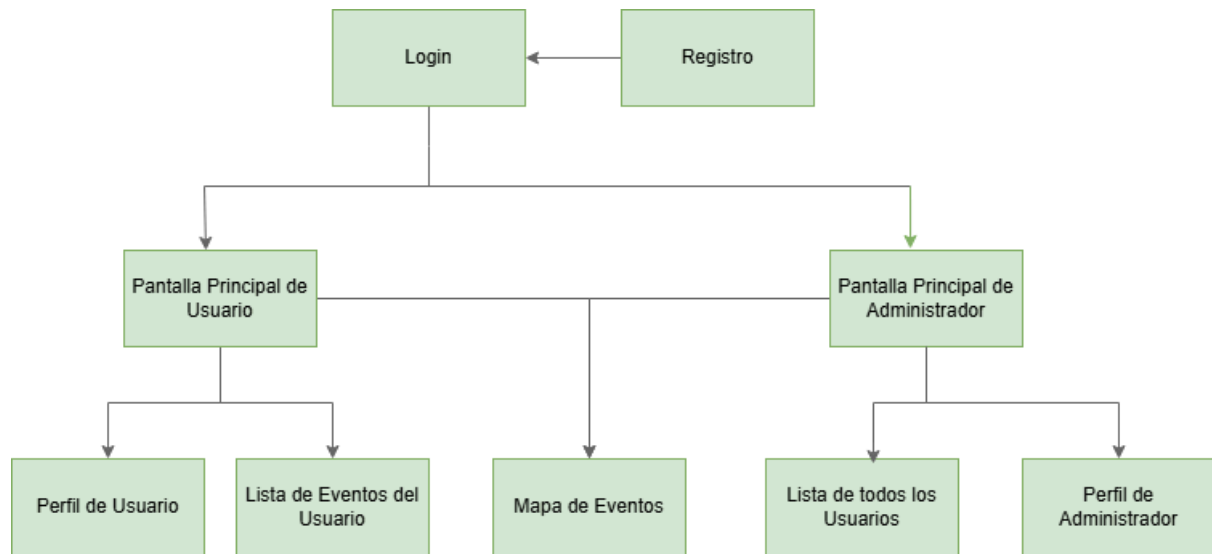 Login
Registro
Pantalla Principal de
Usuario
Pantalla Principal de
Administrador
Perfil de Usuario
Lista de Eventos del
Usuario
Mapa de Eventos
Lista de todos los
Usuarios
Perfil de
Administrador